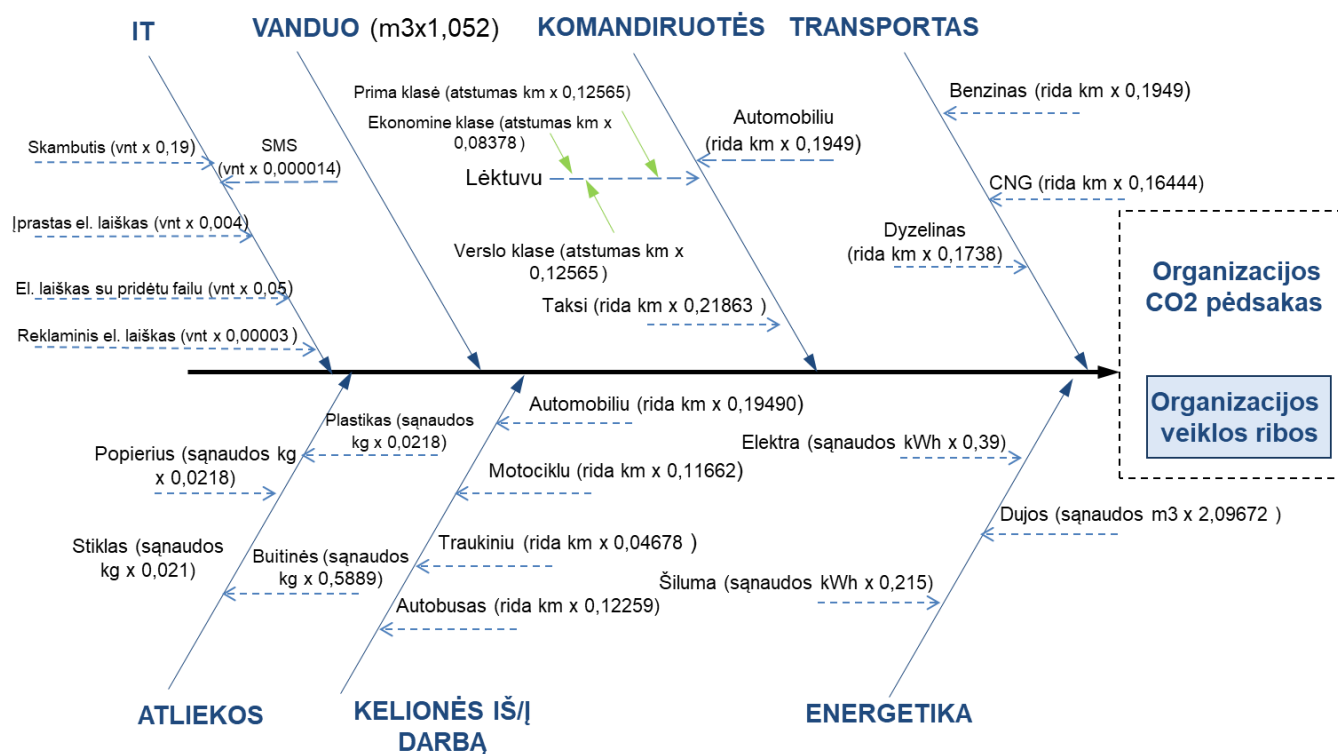 IT
VANDUO (m3x1,052)
KOMANDIRUOTĖS
TRANSPORTAS
Skambutis (vnt x 0,19)
SMS
(vnt x 0,000014)
Įprastas el. laiškas (vnt x 0,004)
El. laiškas su pridėtu failu (vnt x 0,05)
Reklaminis el. laiškas (vnt x 0,00003 )
Prima klasė (atstumas km x 0,12565)
Ekonomine klase (atstumas km x
0,08378)
Lėktuvu
Verslo klase (atstumas km x
0,12565)
Automobiliu
(rida km x 0,1949)
Taksi (rida km x 0,21863 )
Benzinas (rida km x 0,1949)
CNG (rida km x 0,16444)
Dyzelinas
(rida km x 0,1738)
Organizacijos
CO2 pėdsakas
Organizacijos
veiklos ribos
Plastikas (sąnaudos
kg x 0,0218)
Popierius (sąnaudos kg
x 0,0218)
Stiklas (sąnaudos
kg x 0,021)
Buitinės (sąnaudos
kg x 0,5889)
Automobiliu (rida km x 0,19490)
Motociklu (rida km x 0,11662)
Traukiniu (rida km x 0,04678 )
Autobusas (rida km x 0,12259)
Elektra (sąnaudos kWh x 0,39)
Dujos (sąnaudos m3 x 2,09672 )
Šiluma (sąnaudos kWh x 0,215)
ATLIEKOS
KELIONĖS IŠ/Į
DARBĄ
ENERGETIKA